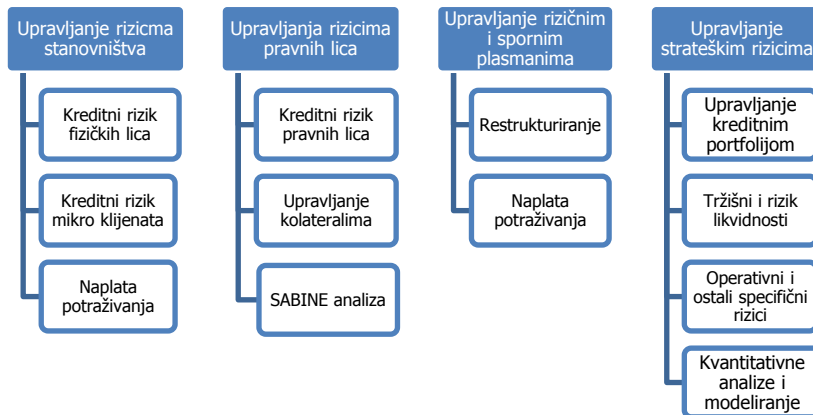 Upravljanje rizicma
stanovništva
Kreditni rizik
fizičkih lica
Kreditni rizik
mikro klijenata
Naplata
potraživanja
Upravljanja rizicima
pravnih lica
Kreditni rizik
pravnih lica
Upravljanje
kolateralima
SABINE analiza
Upravljanje rizičnim
i spornim
plasmanima
Restrukturiranje
Naplata
potraživanja
Upravljanje
strateškim rizicima
Upravljanje
kreditnim
portfolijom
Tržišni i rizik
likvidnosti
Operativni i
ostali specifični
rizici
Kvantitativne
analize i
modeliranje